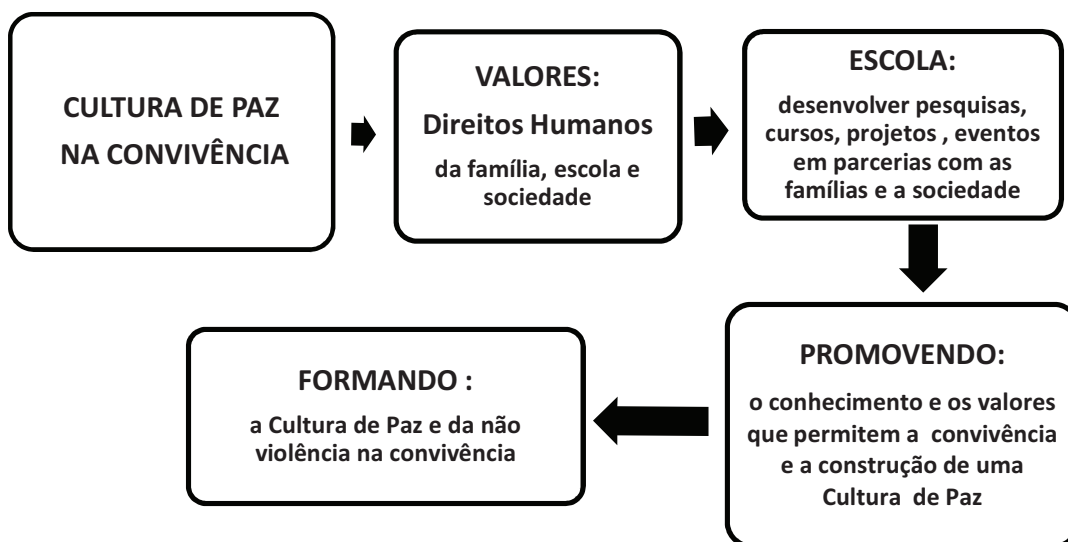 CULTURA DE PAZ
NA CONVIVÊNCIA
VALORES:
Direitos Humanos
da família, escola e
sociedade
ESCOLA:
desenvolver pesquisas,
cursos, projetos , eventos
em parcerias com as
famílias e a sociedade
PROMOVENDO:
o conhecimento e os valores
que permitem a convivência
e a construção de uma
Cultura de Paz
FORMANDO :
a Cultura de Paz e da não
violência na convivência